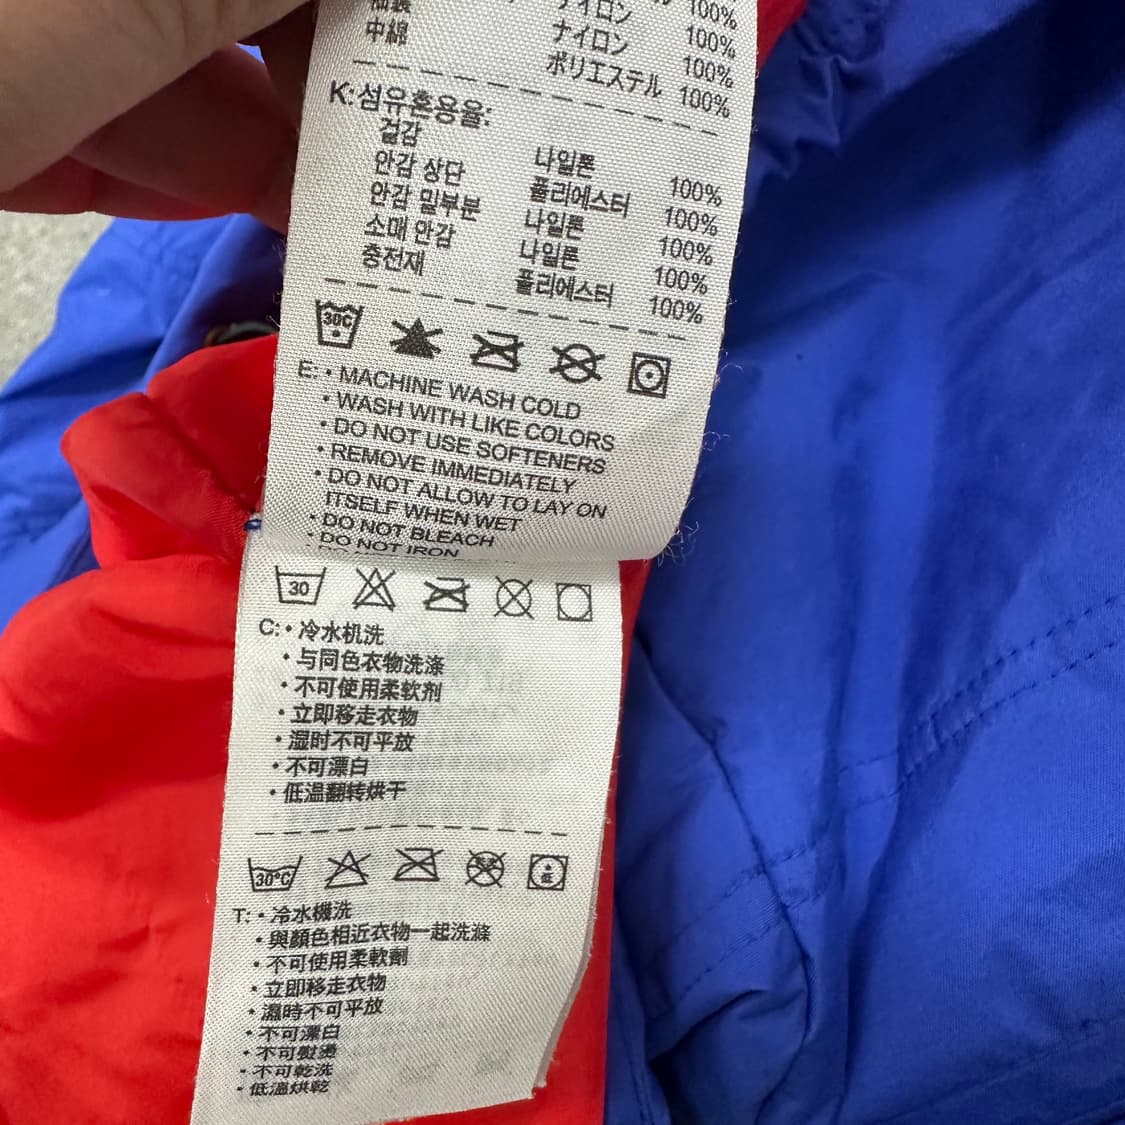 ナイロン 100%
中綿 ナイロン 100%
ポリエステル 100%
100%
K: 섬유혼용율:
겉감 나일론 100%
안감 상단 폴리에스터 100%
안감 밑부분 나일론 100%
소매 안감 나일론 100%
충전재 폴리에스터 100%
30C
E: • MACHINE WASH COLD
• WASH WITH LIKE COLORS
• DO NOT USE SOFTENERS
• REMOVE IMMEDIATELY
• DO NOT ALLOW TO LAY ON
ITSELF WHEN WET
• DO NOT BLEACH
• DO NOT IRON
30
C: • 冷水机洗
• 与同色衣物洗涤
• 不可使用柔软剂
• 立即移走衣物
• 湿时不可平放
• 不可漂白
• 低温翻转烘干
30°C 低
T: • 冷水機洗
• 與顏色相近衣物一起洗滌
• 不可使用柔軟劑
• 立即移走衣物
• 濕時不可平放
• 不可漂白
• 不可熨燙
• 不可乾洗
• 低溫烘乾